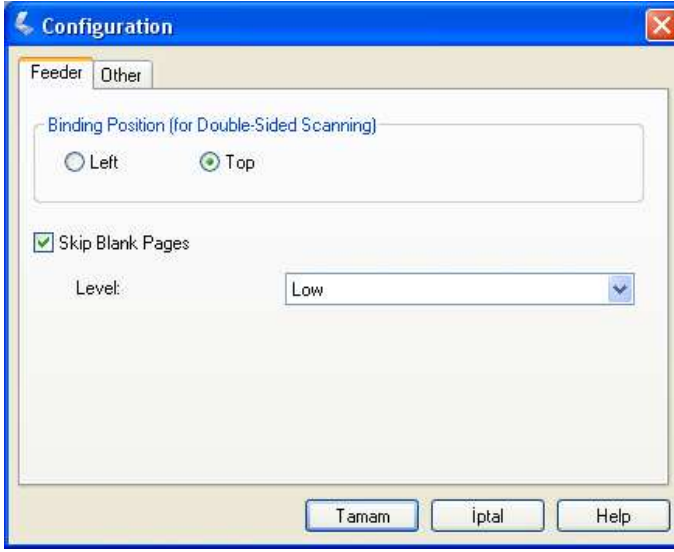 Configuration
Feeder Other
Binding Position (for Double-Sided Scanning)
Left Top
Skip Blank Pages
Level: Low
Tamam İptal Help